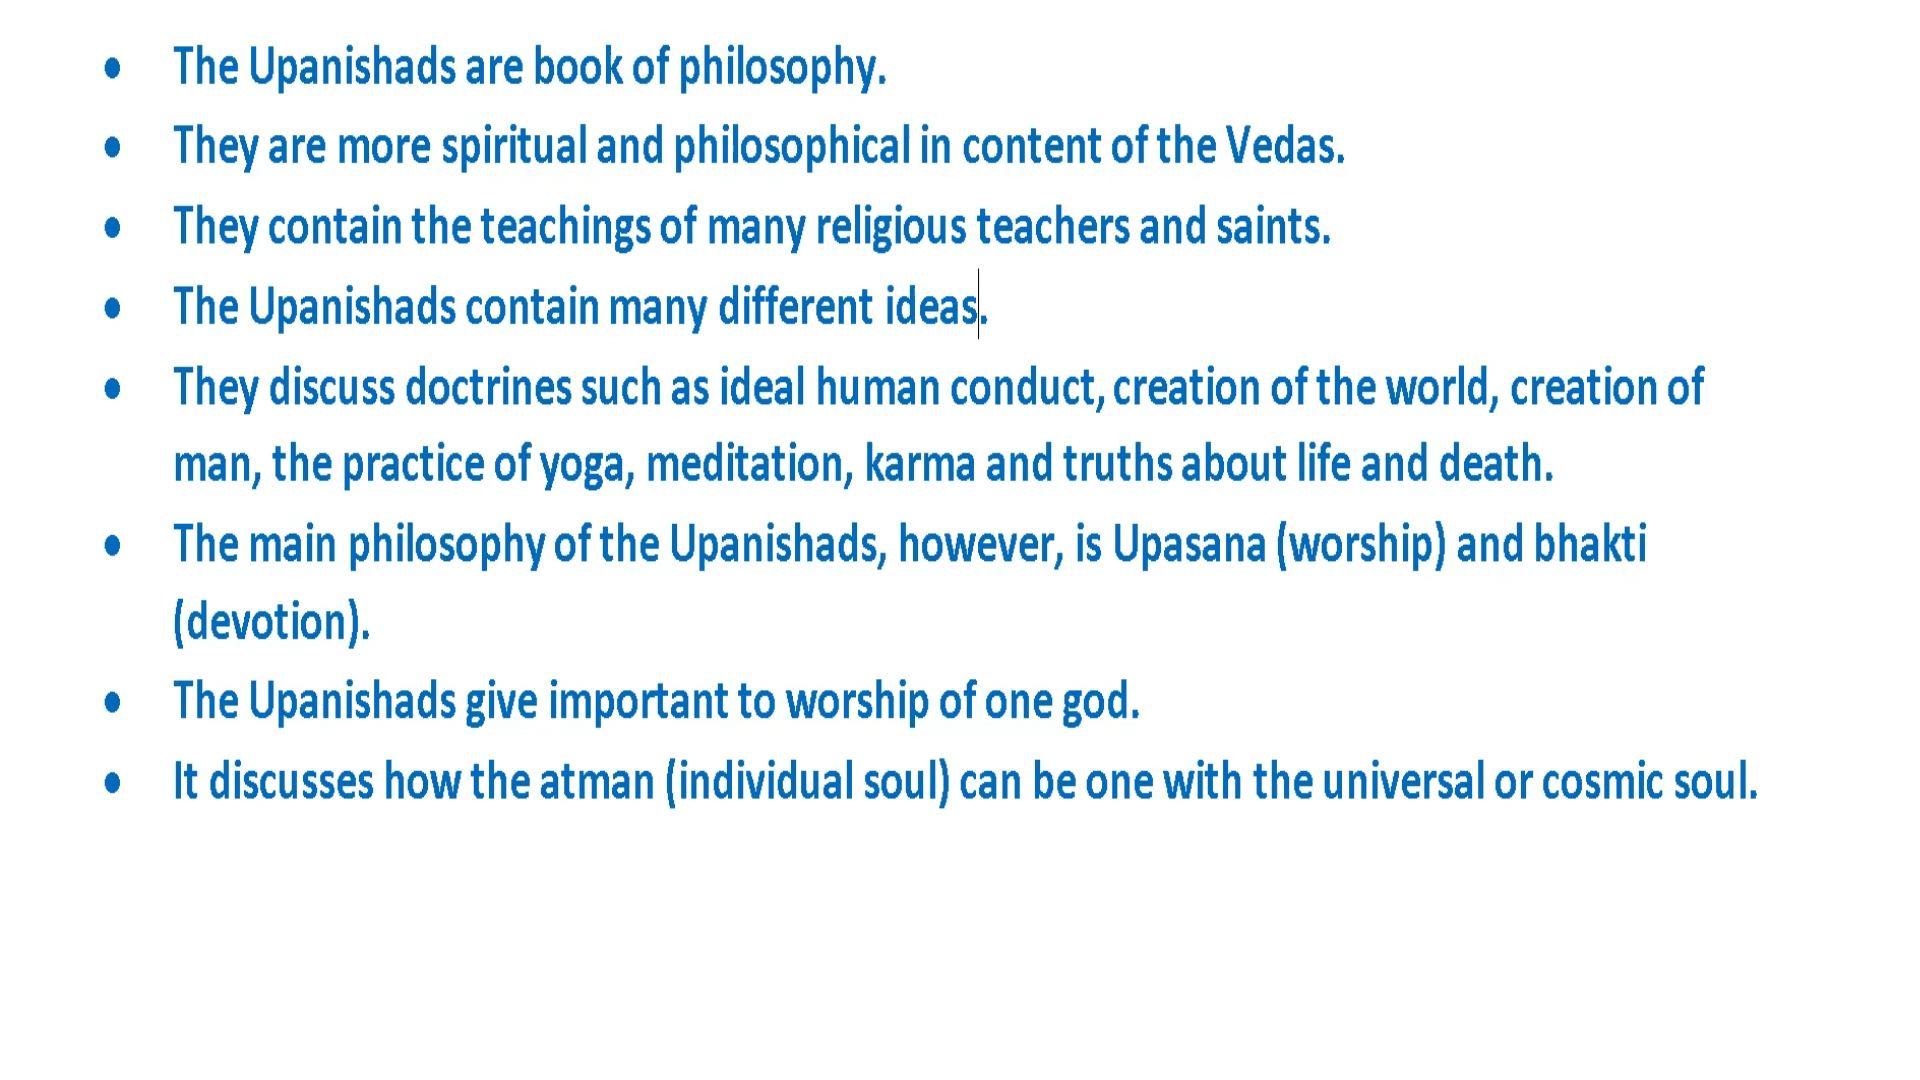 • The Upanishads are book of philosophy.
• They are more spiritual and philosophical in content of the Vedas.
• They contain the teachings of many religious teachers and saints.
• The Upanishads contain many different ideas.
• They discuss doctrines such as ideal human conduct, creation of the world, creation of
man, the practice of yoga, meditation, karma and truths about life and death.
• The main philosophy of the Upanishads, however, is Upasana (worship) and bhakti
(devotion).
• The Upanishads give important to worship of one god.
• It discusses how the atman (individual soul) can be one with the universal or cosmic soul.